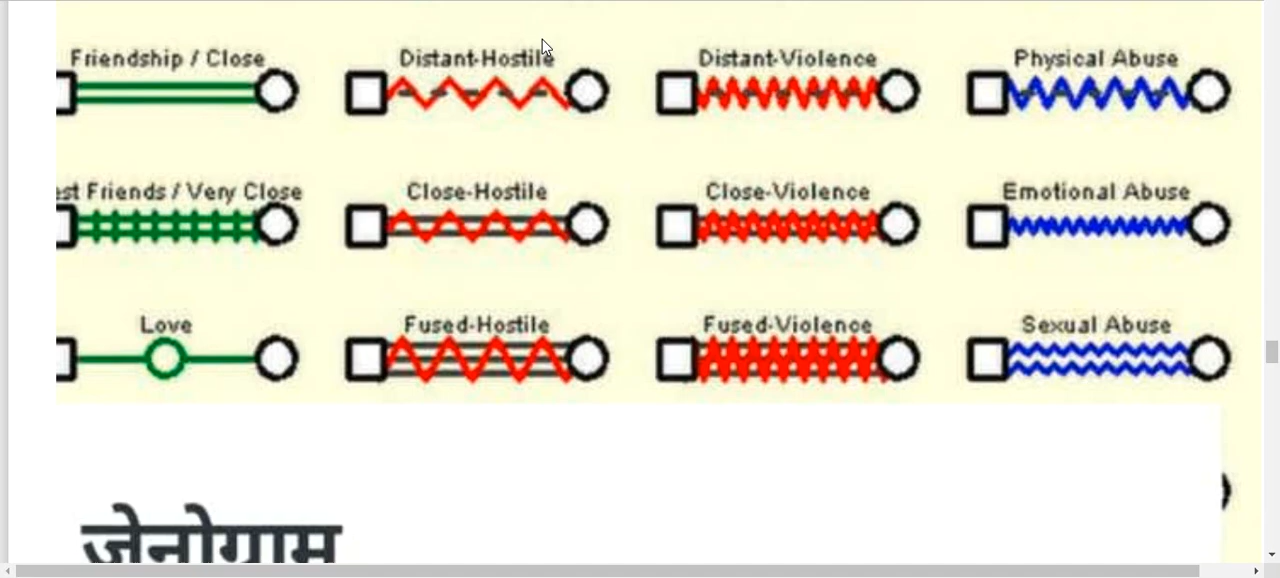 Friendship / Close Distant-Hostile Distant-Violence Physical Abuse
est Friends / Very Close Close-Hostile Close-Violence Emotional Abuse
Love Fused-Hostile Fused-Violence Sexual Abuse
जेनोग्राम